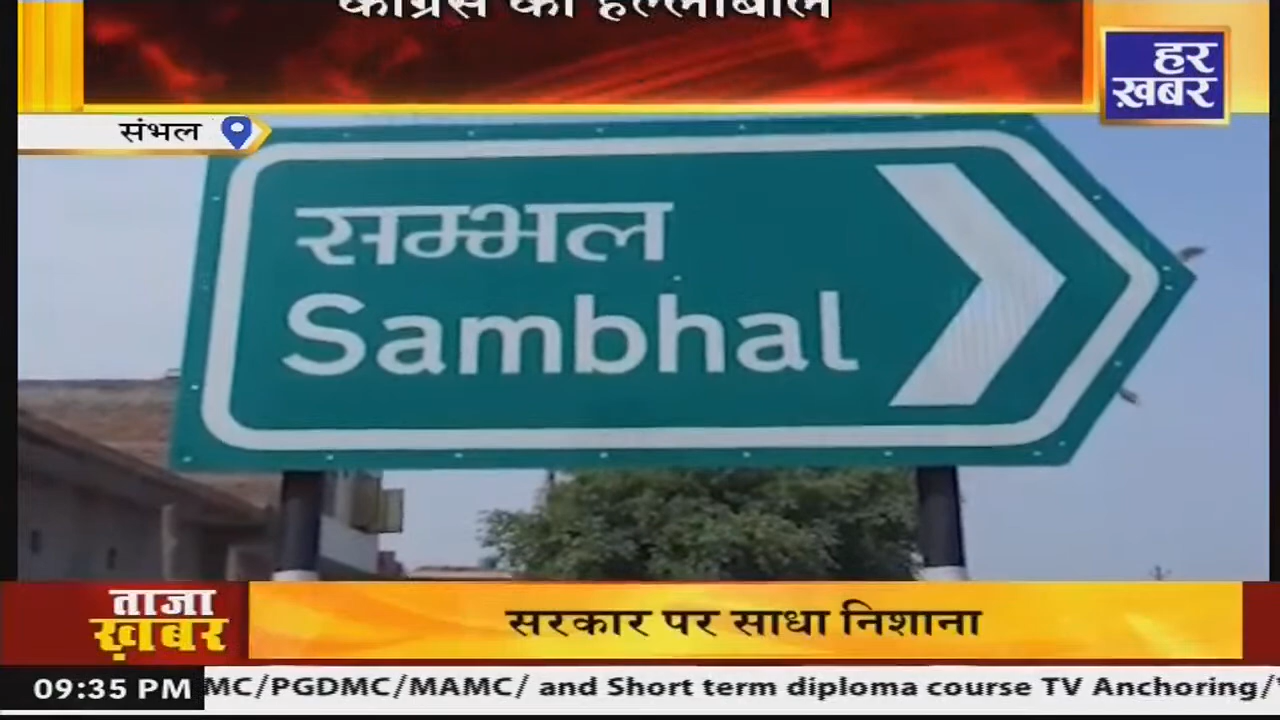 कांग्रेस का हल्लाबोल
हर
ख़बर
संभल
सम्भल
Sambhal
ताजा
ख़बर
सरकार पर साधा निशाना
09:35 PM
MC/PGDMC/MAMC/ and Short term diploma course TV Anchoring/